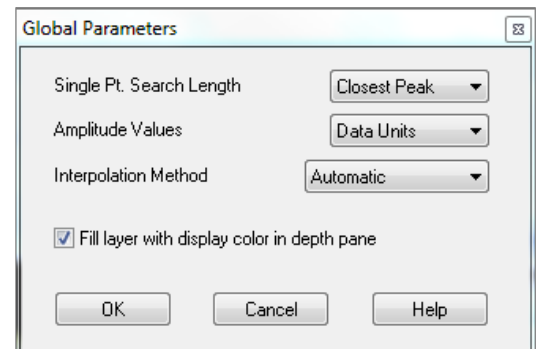 Global Parameters
Single Pt. Search Length Closest Peak
Amplitude Values Data Units
Interpolation Method Automatic
Fill layer with display color in depth pane
OK Cancel Help